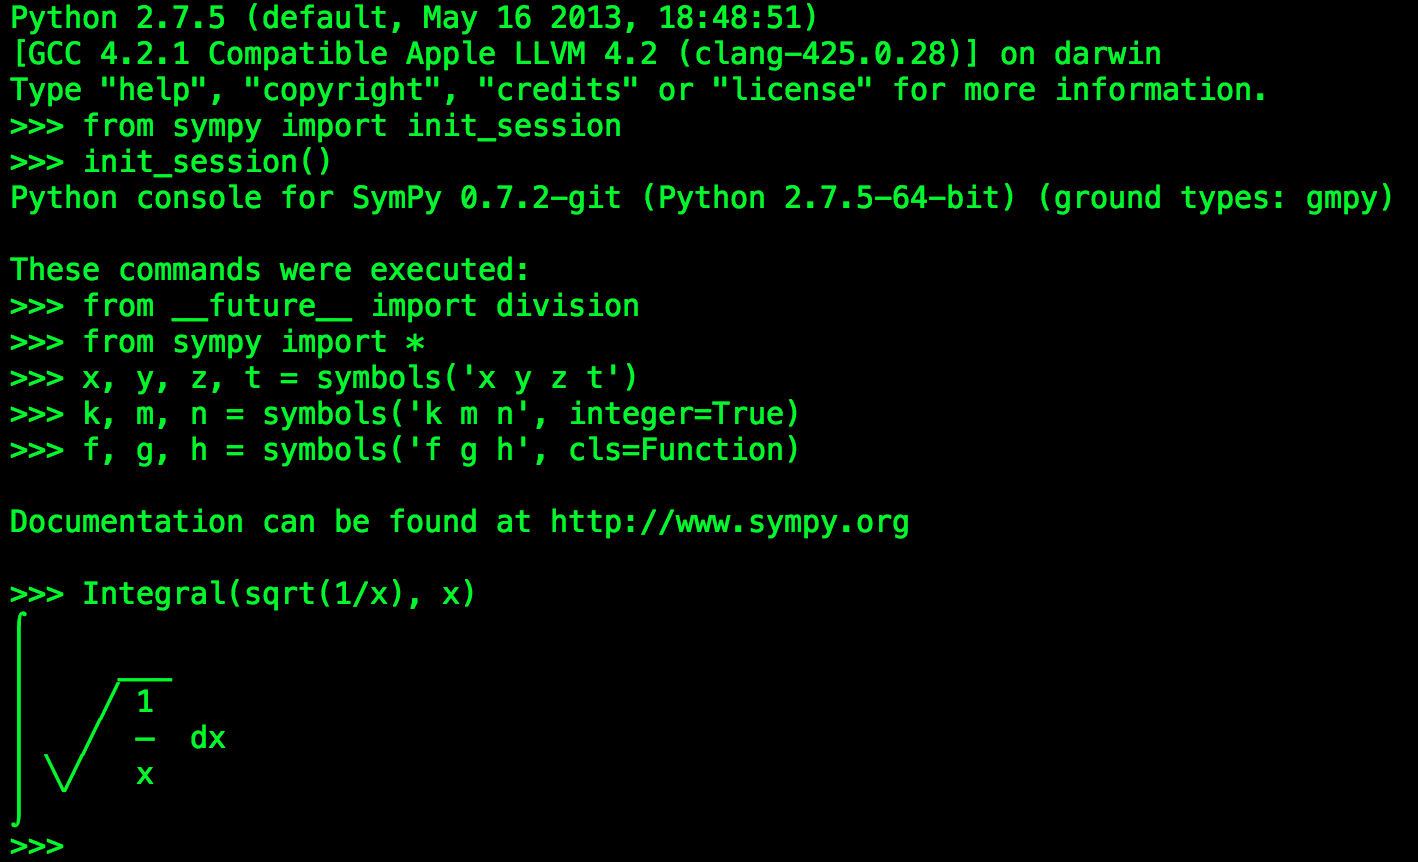 Python 2.7.5 (default, May 16 2013, 18:48:51)
[GCC 4.2.1 Compatible Apple LLVM 4.2 (clang-425.0.28)] on darwin
Type "help", "copyright", "credits" or "license" for more information.
>>> from sympy import init_session
>>> init_session()
Python console for SymPy 0.7.2-git (Python 2.7.5-64-bit) (ground types: gmpy)

These commands were executed:
>>> from __future__ import division
>>> from sympy import *
>>> x, y, z, t = symbols('x y z t')
>>> k, m, n = symbols('k m n', integer=True)
>>> f, g, h = symbols('f g h', cls=Function)

Documentation can be found at http://www.sympy.org

>>> Integral(sqrt(1/x), x)
⌠
⎮     ___
⎮    ╱ 1
⎮   ╱  ─  dx
⎮ ╲╱   x
⌡
>>>